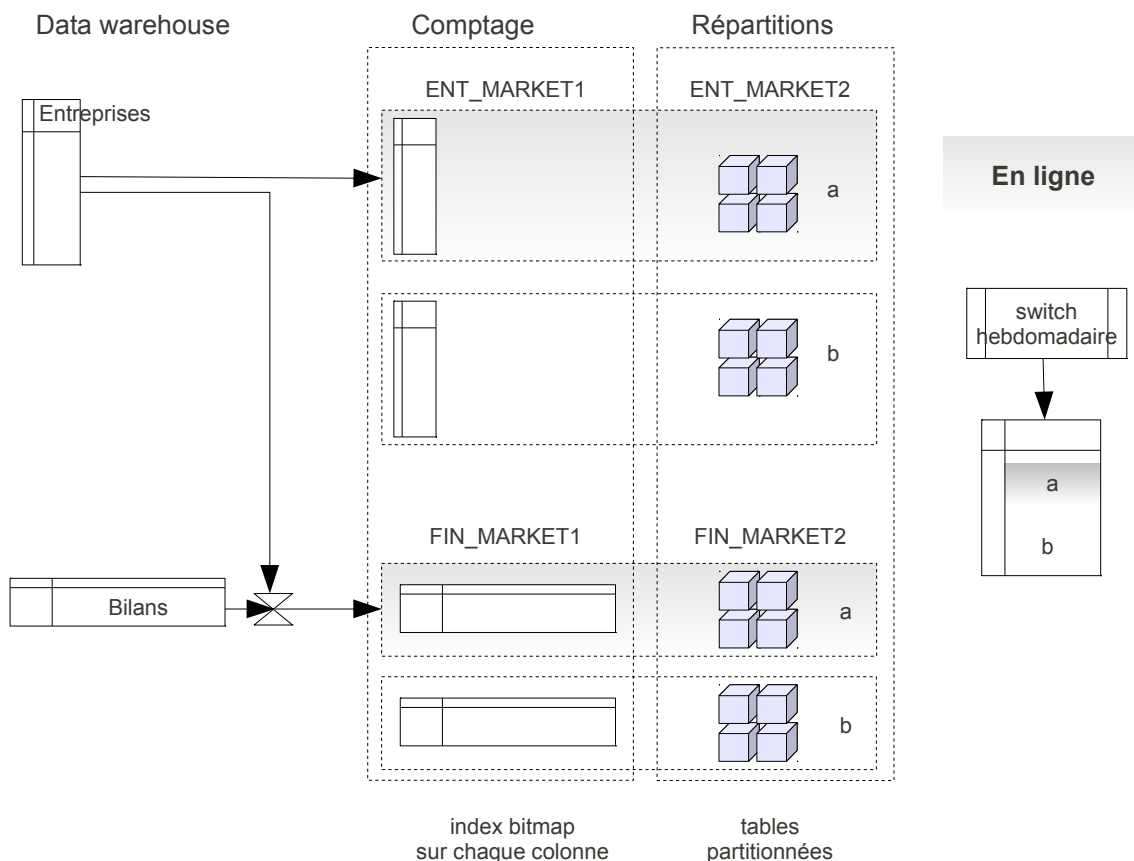 Data warehouse
Comptage
Répartitions
ENT_MARKET1
ENT_MARKET2
Entreprises
a
En ligne
b
switch
hebdomadaire
a
b
FIN_MARKET1
FIN_MARKET2
Bilans
a
b
index bitmap
sur chaque colonne
tables
partitionnées